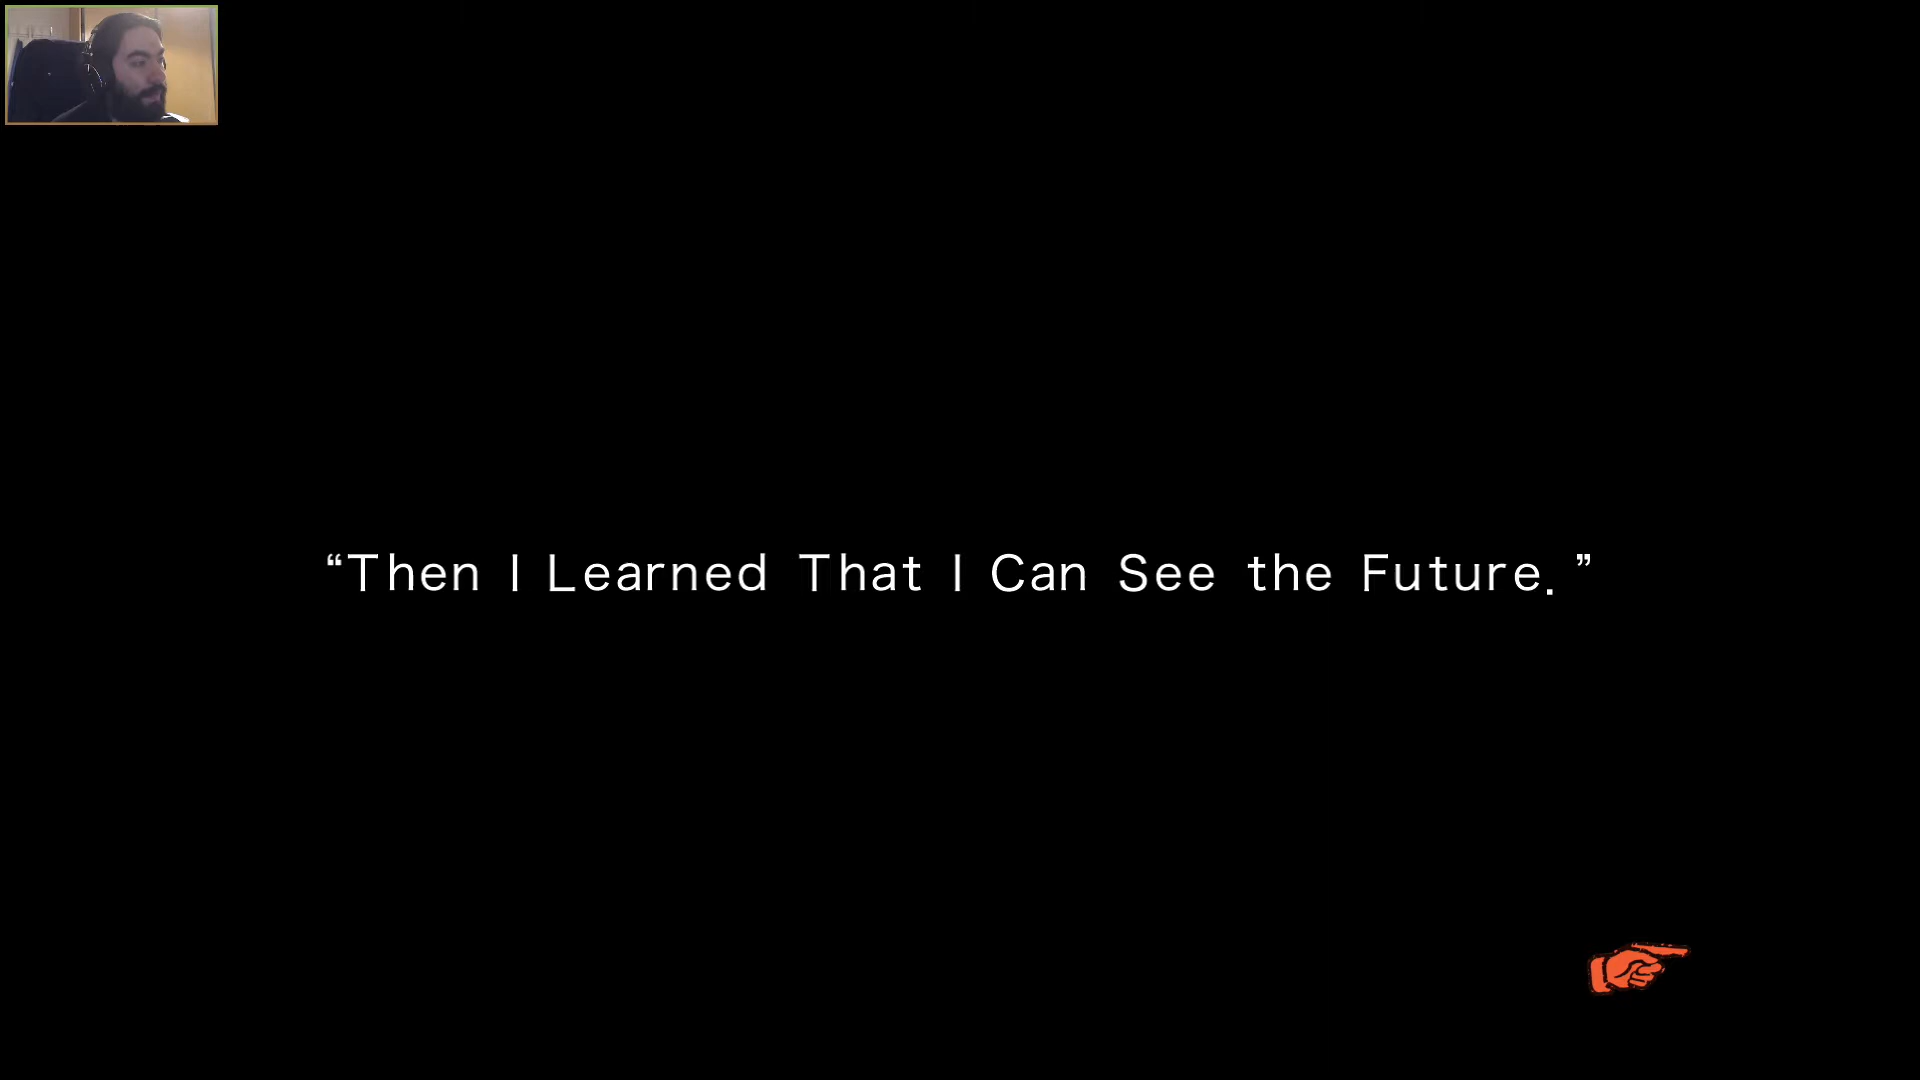 “Then I Learned That I Can See the Future.”